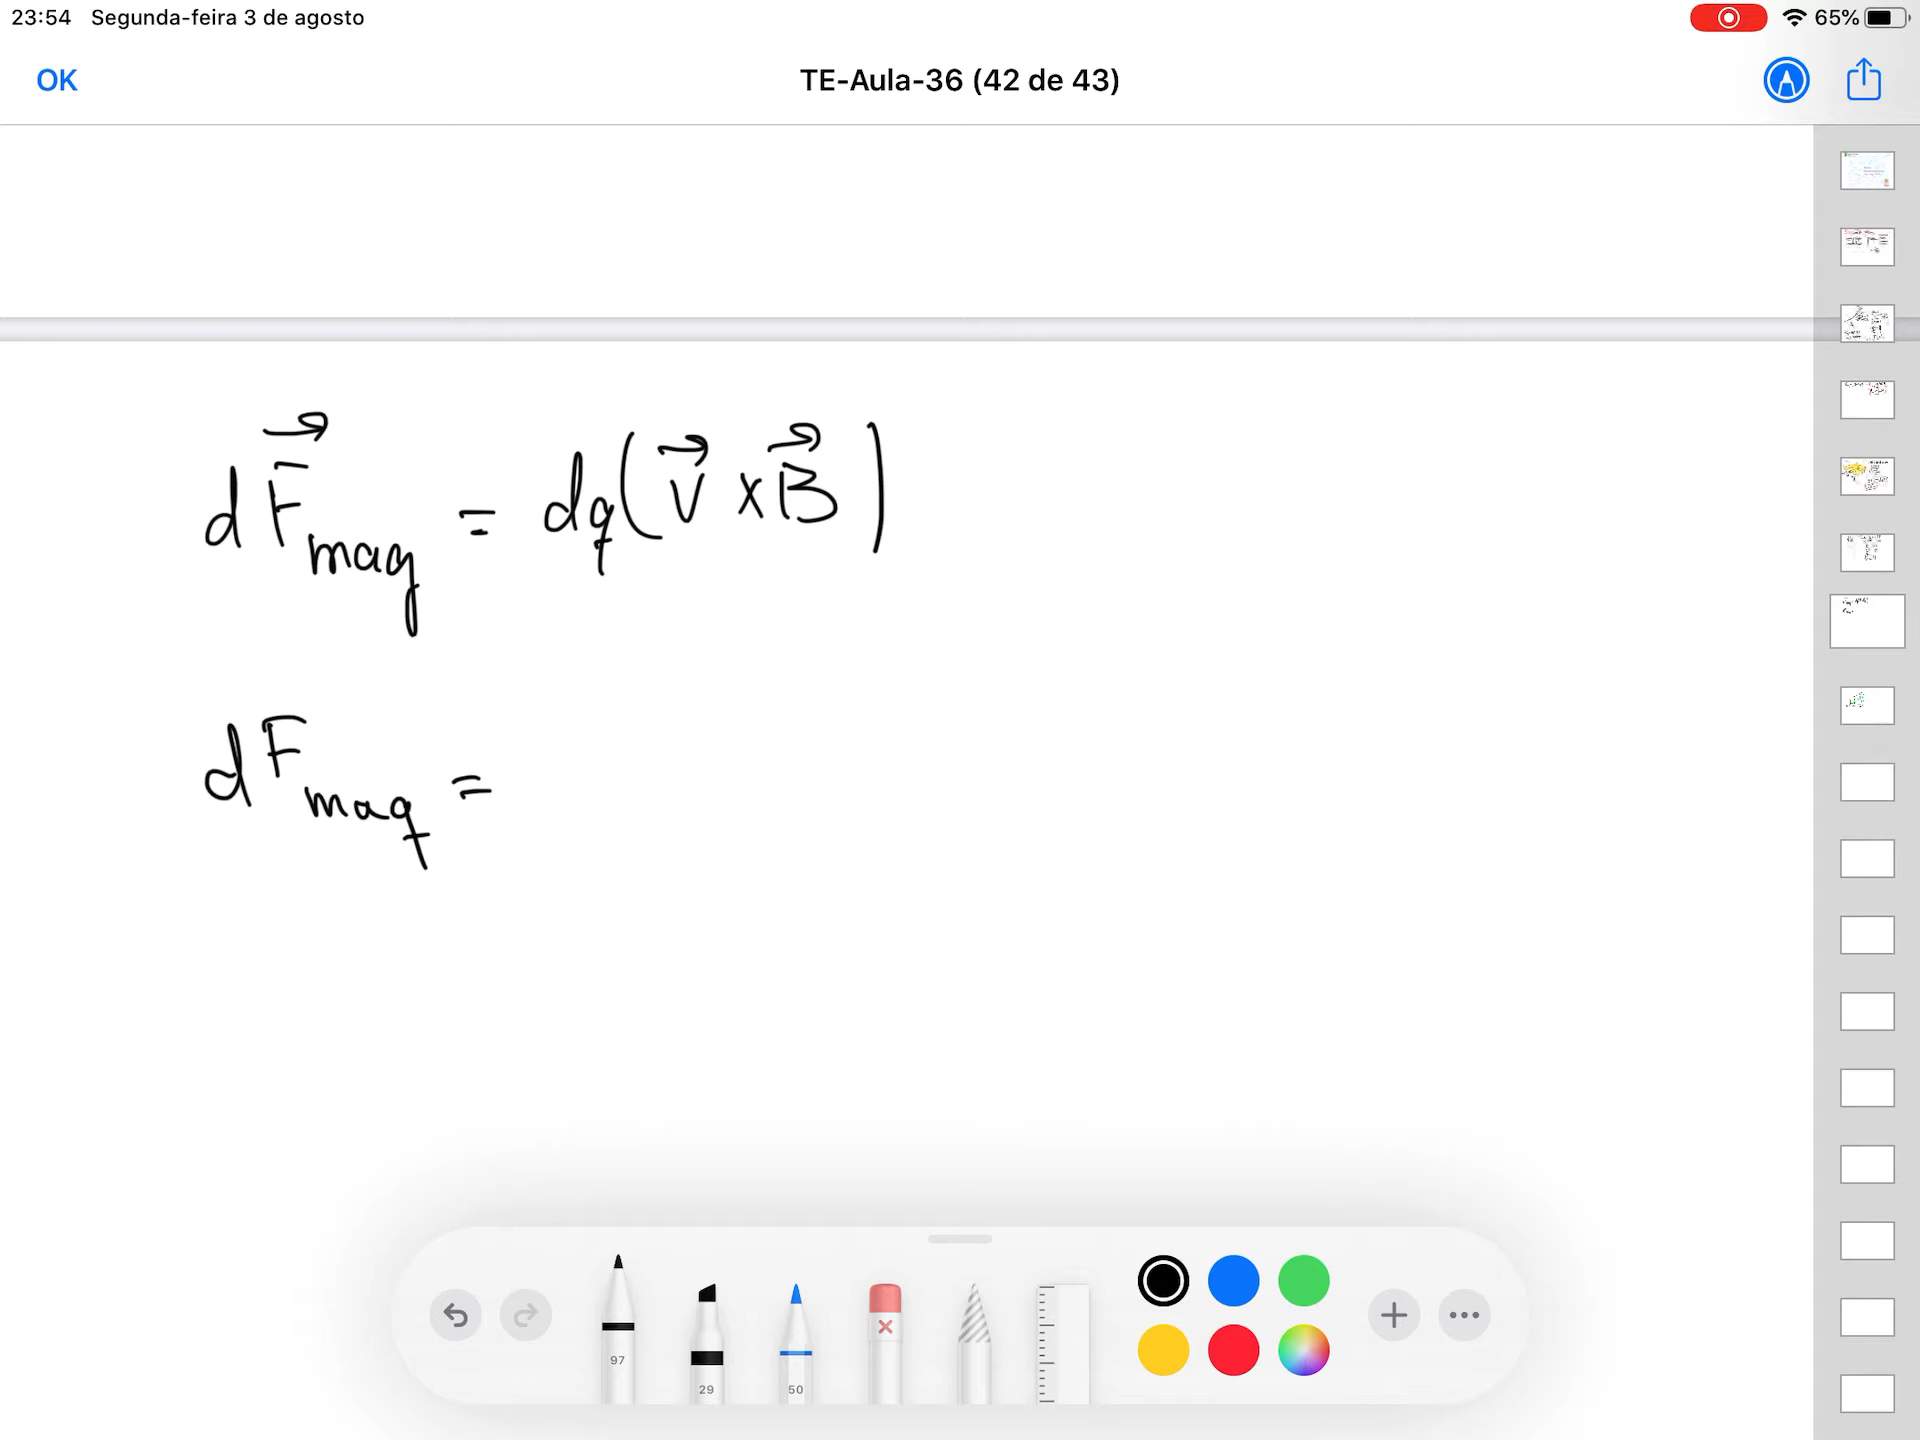 23:54 Segunda-feira 3 de agosto 65%
OK TE-Aula-36 (42 de 43)
dF⃗mag = dq(v⃗ × B⃗)
dFmag =
97 29 50